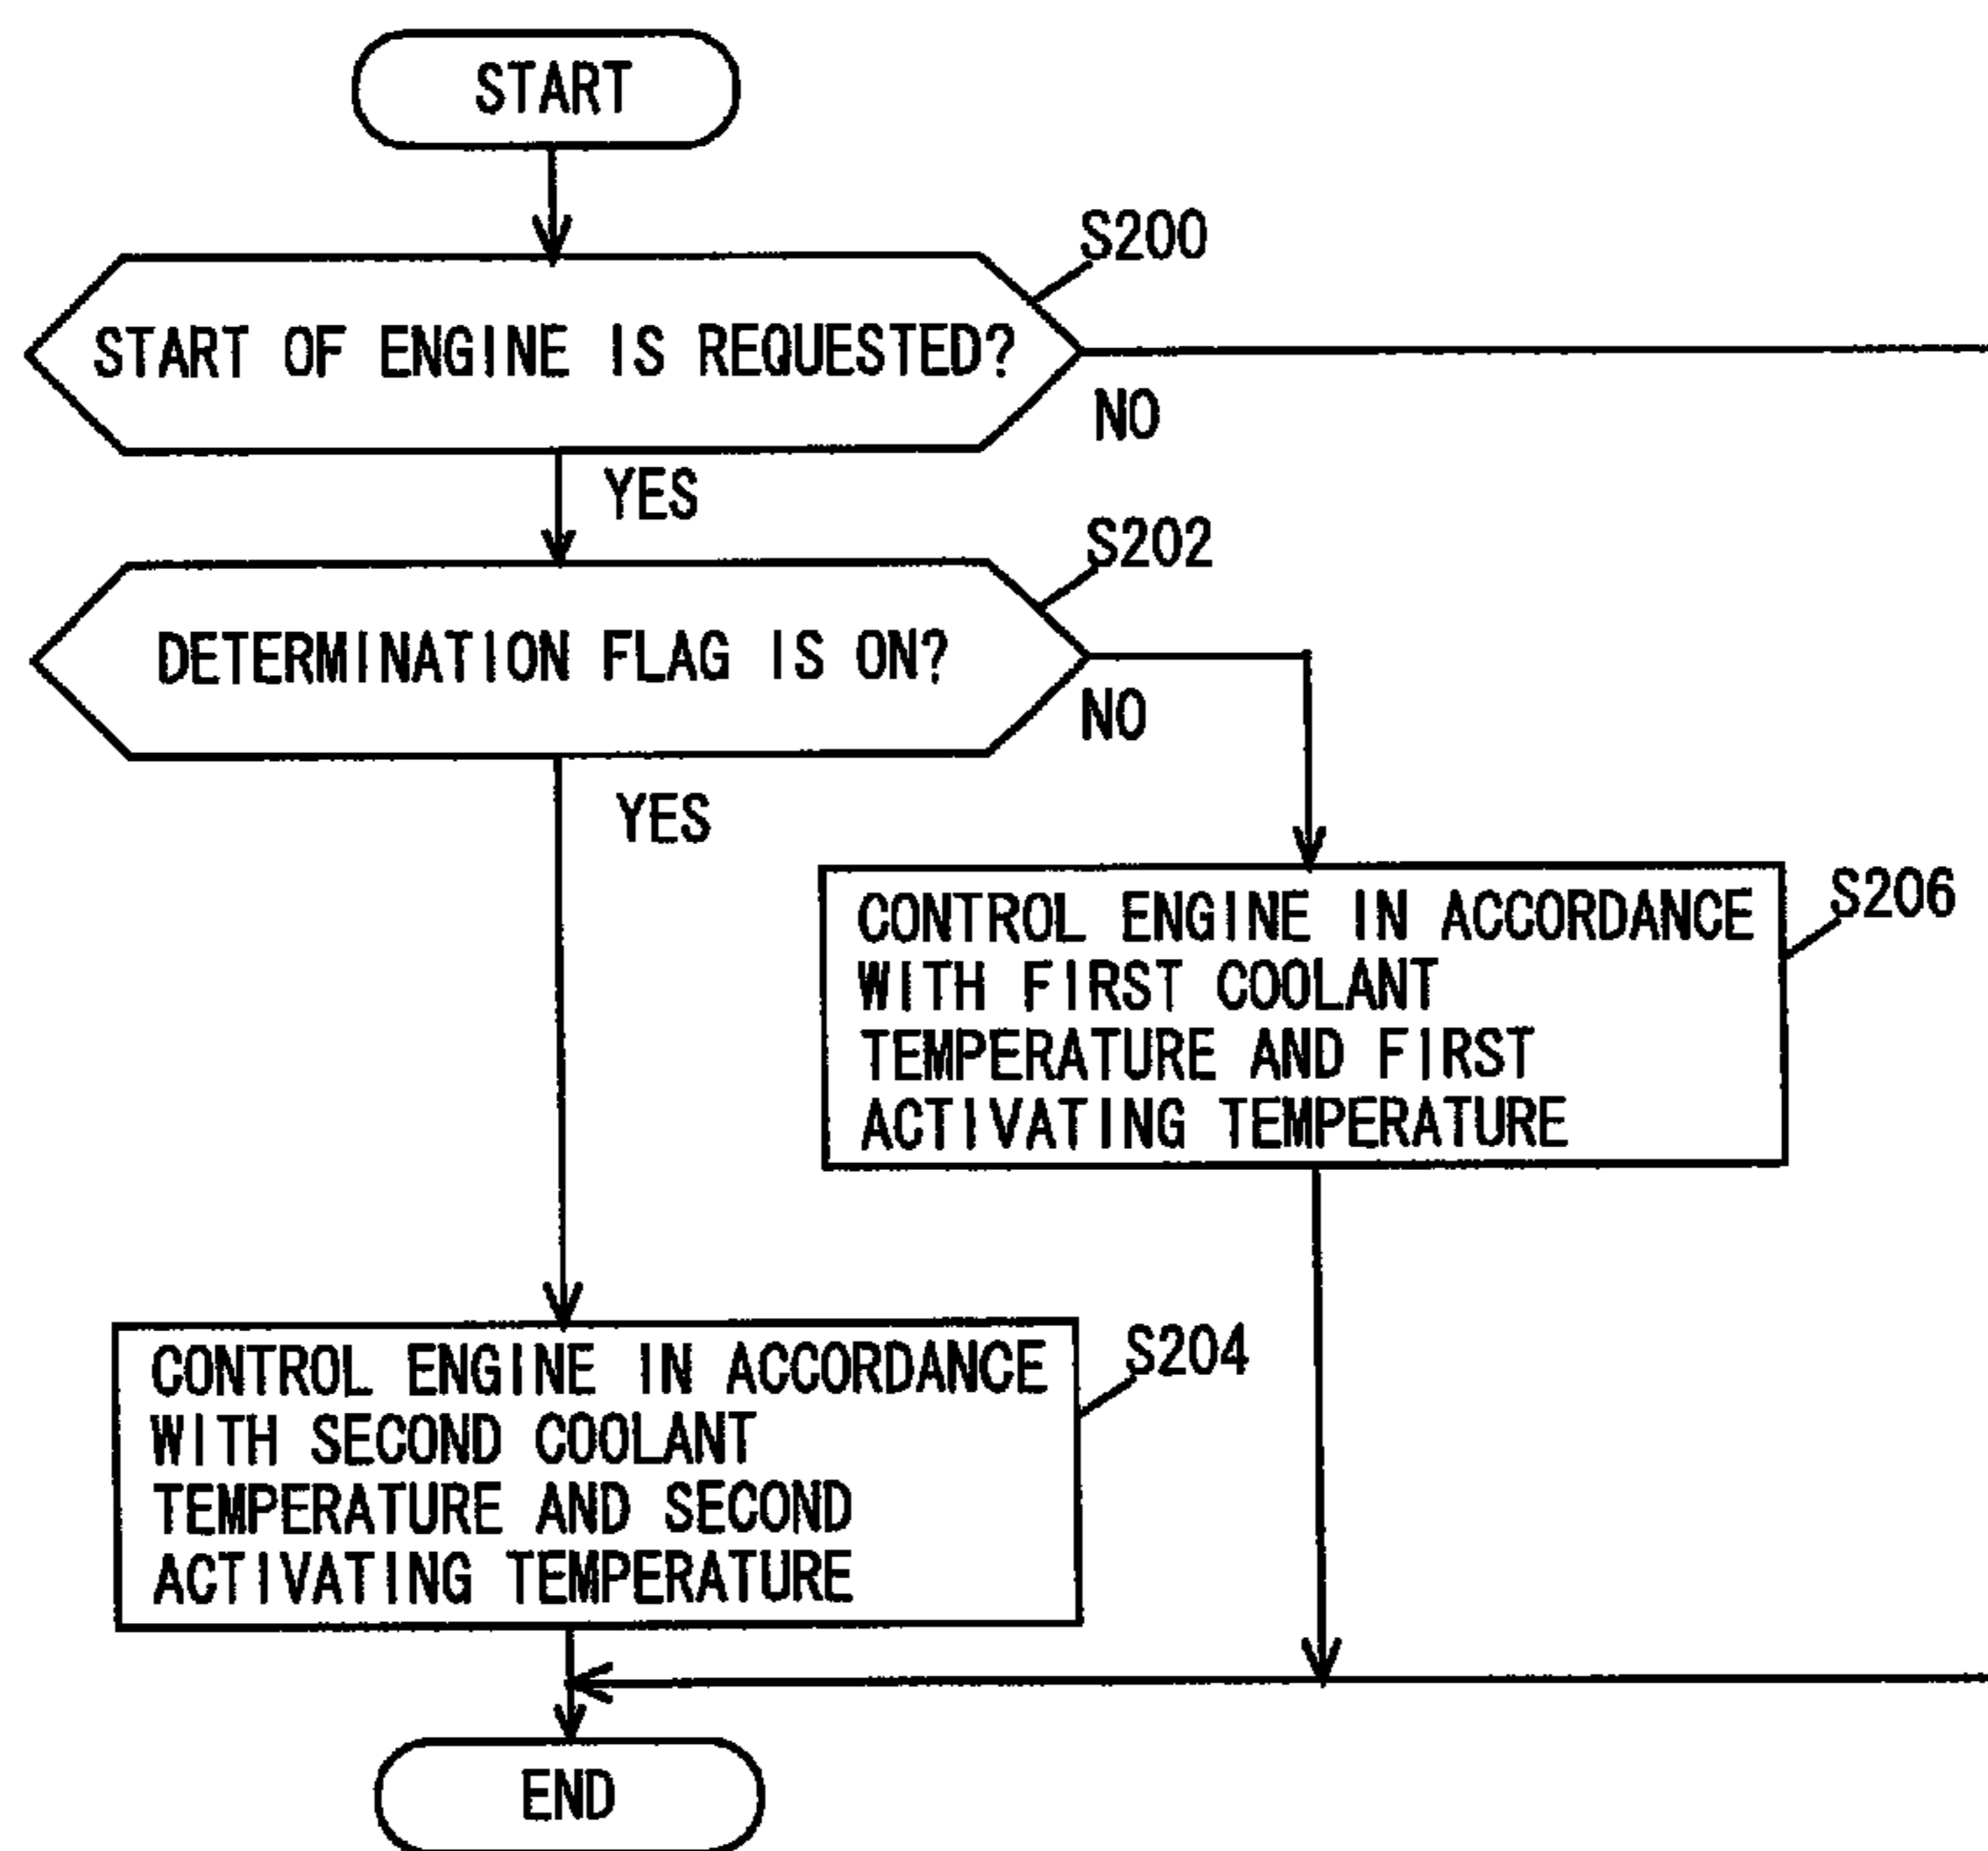 START
S200
START OF ENGINE IS REQUESTED?
NO
YES
S202
DETERMINATION FLAG IS ON?
NO
YES
S206
CONTROL ENGINE IN ACCORDANCE
WITH FIRST COOLANT
TEMPERATURE AND FIRST
ACTIVATING TEMPERATURE
S204
CONTROL ENGINE IN ACCORDANCE
WITH SECOND COOLANT
TEMPERATURE AND SECOND
ACTIVATING TEMPERATURE
END